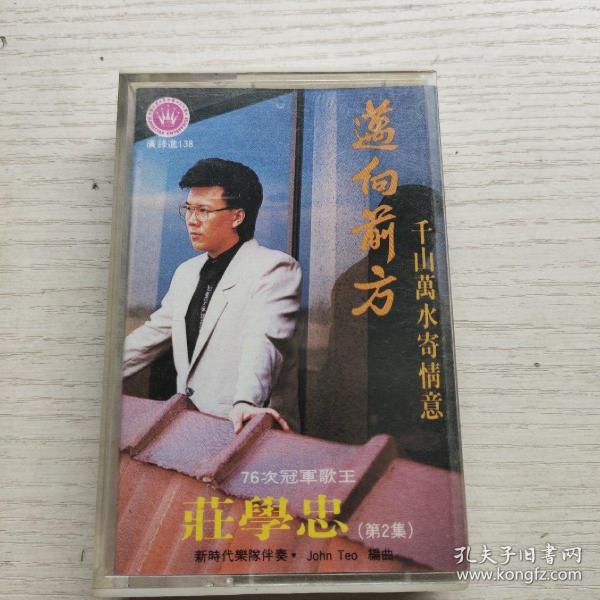 廣錄進138
邁向前方
千山萬水寄情意
76次冠軍歌王
莊學忠(第2集)
新時代樂隊伴奏・John Teo 編曲
孔夫子旧书网
www.kongfz.com